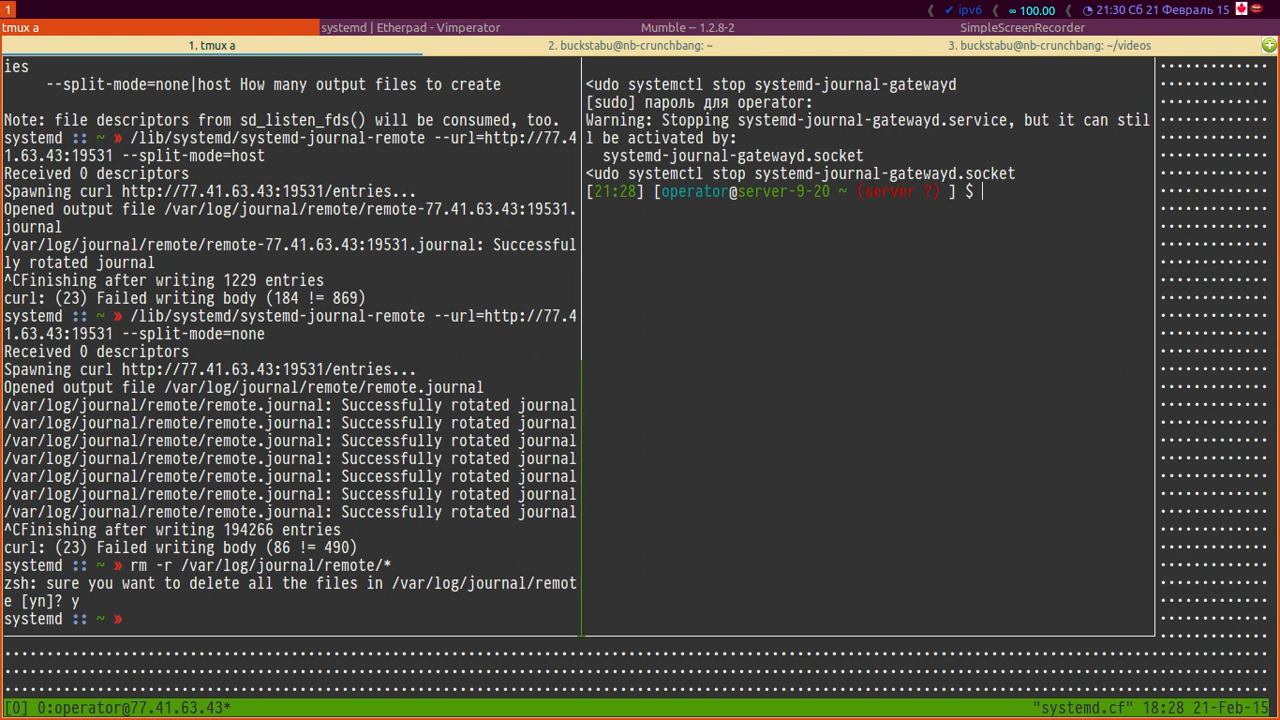 1
✔ ipv6
∞ 100.00
21:30 Сб 21 Февраль 15
tmux a
systemd | Etherpad - Vimperator
Mumble -- 1.2.8-2
SimpleScreenRecorder
1. tmux a
2. buckstabu@nb-crunchbang: ~
3. buckstabu@nb-crunchbang: ~/videos
ies
--split-mode=none|host How many output files to create
Note: file descriptors from sd_listen_fds() will be consumed, too.
systemd :: ~ » /lib/systemd/systemd-journal-remote --url=http://77.4
1.63.43:19531 --split-mode=host
Received 0 descriptors
Spawning curl http://77.41.63.43:19531/entries...
Opened output file /var/log/journal/remote/remote-77.41.63.43:19531.
journal
/var/log/journal/remote/remote-77.41.63.43:19531.journal: Successful
ly rotated journal
^CFinishing after writing 1229 entries
curl: (23) Failed writing body (184 != 869)
systemd :: ~ » /lib/systemd/systemd-journal-remote --url=http://77.4
1.63.43:19531 --split-mode=none
Received 0 descriptors
Spawning curl http://77.41.63.43:19531/entries...
Opened output file /var/log/journal/remote/remote.journal
/var/log/journal/remote/remote.journal: Successfully rotated journal
/var/log/journal/remote/remote.journal: Successfully rotated journal
/var/log/journal/remote/remote.journal: Successfully rotated journal
/var/log/journal/remote/remote.journal: Successfully rotated journal
/var/log/journal/remote/remote.journal: Successfully rotated journal
/var/log/journal/remote/remote.journal: Successfully rotated journal
/var/log/journal/remote/remote.journal: Successfully rotated journal
^CFinishing after writing 194266 entries
curl: (23) Failed writing body (86 != 490)
systemd :: ~ » rm -r /var/log/journal/remote/*
zsh: sure you want to delete all the files in /var/log/journal/remot
e [yn]? y
systemd :: ~ »
<udo systemctl stop systemd-journal-gatewayd
[sudo] пароль для operator:
Warning: Stopping systemd-journal-gatewayd.service, but it can stil
l be activated by:
systemd-journal-gatewayd.socket
<udo systemctl stop systemd-journal-gatewayd.socket
[21:28] [operator@server-9-20 ~ (server ?) ] $
[0] 0:operator@77.41.63.43*
"systemd.cf" 18:28 21-Feb-15